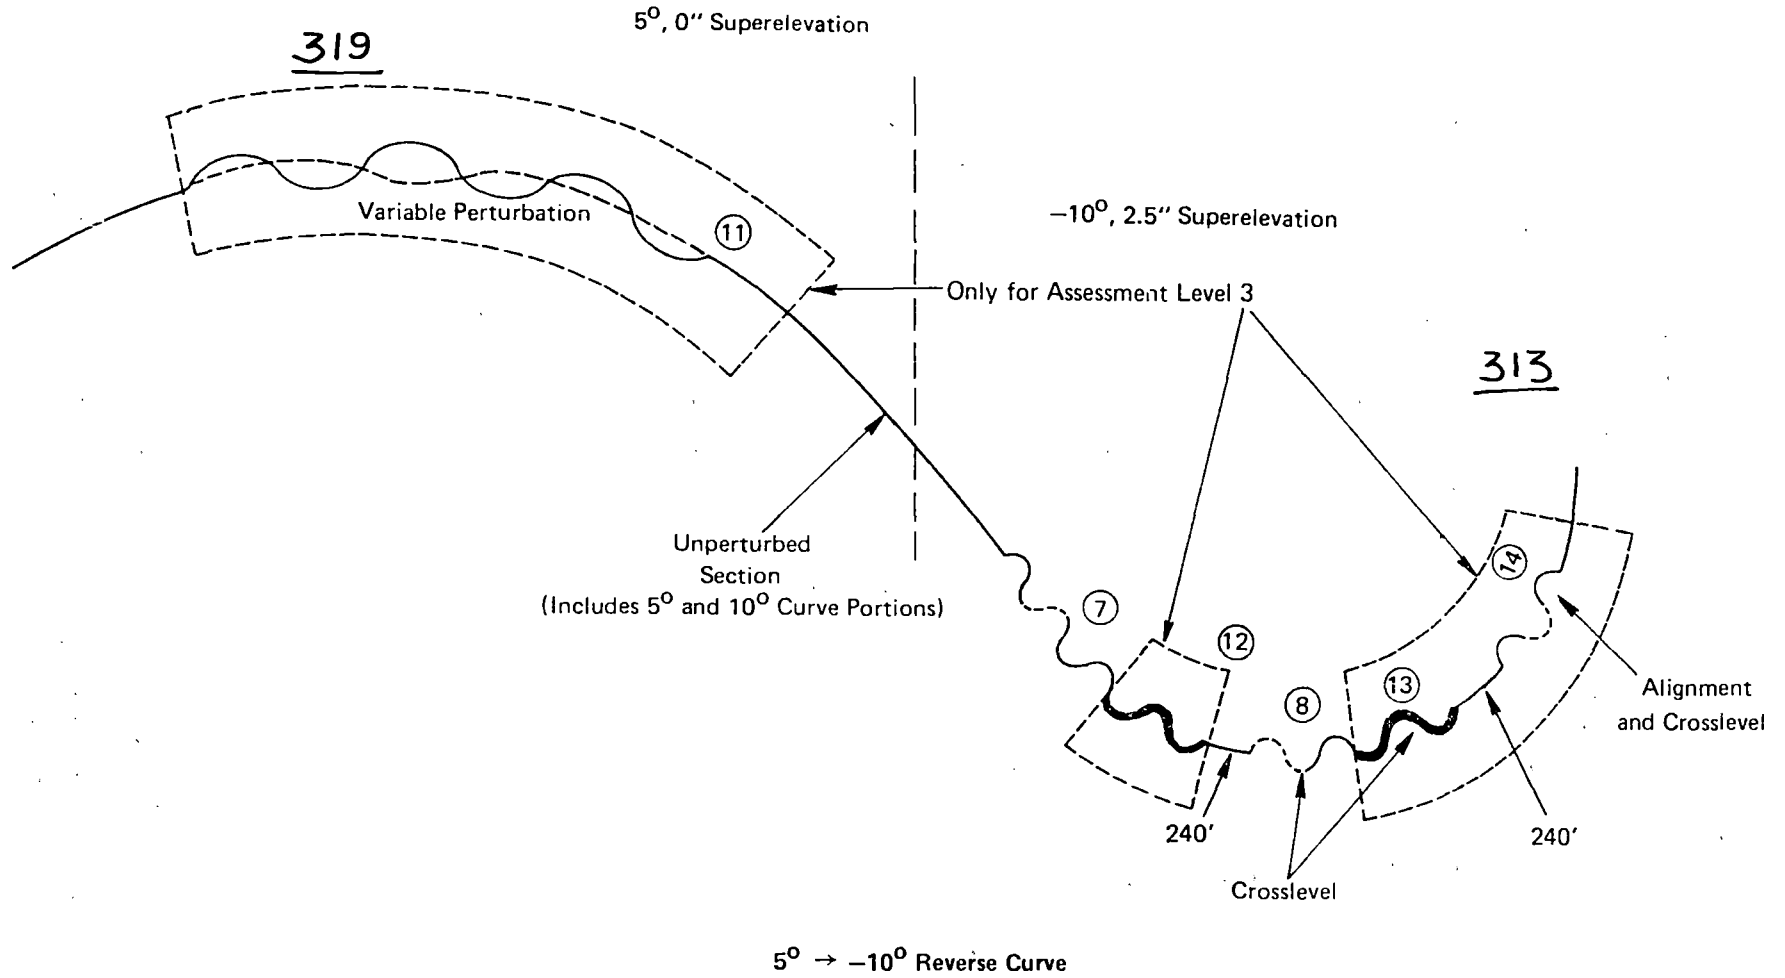 5°, 0" Superelevation
319
Variable Perturbation
11
−10°, 2.5" Superelevation
Only for Assessment Level 3
313
Unperturbed
Section
(Includes 5° and 10° Curve Portions)
7
12
8
13
14
Alignment
and Crosslevel
240'
240'
Crosslevel
5° → −10° Reverse Curve